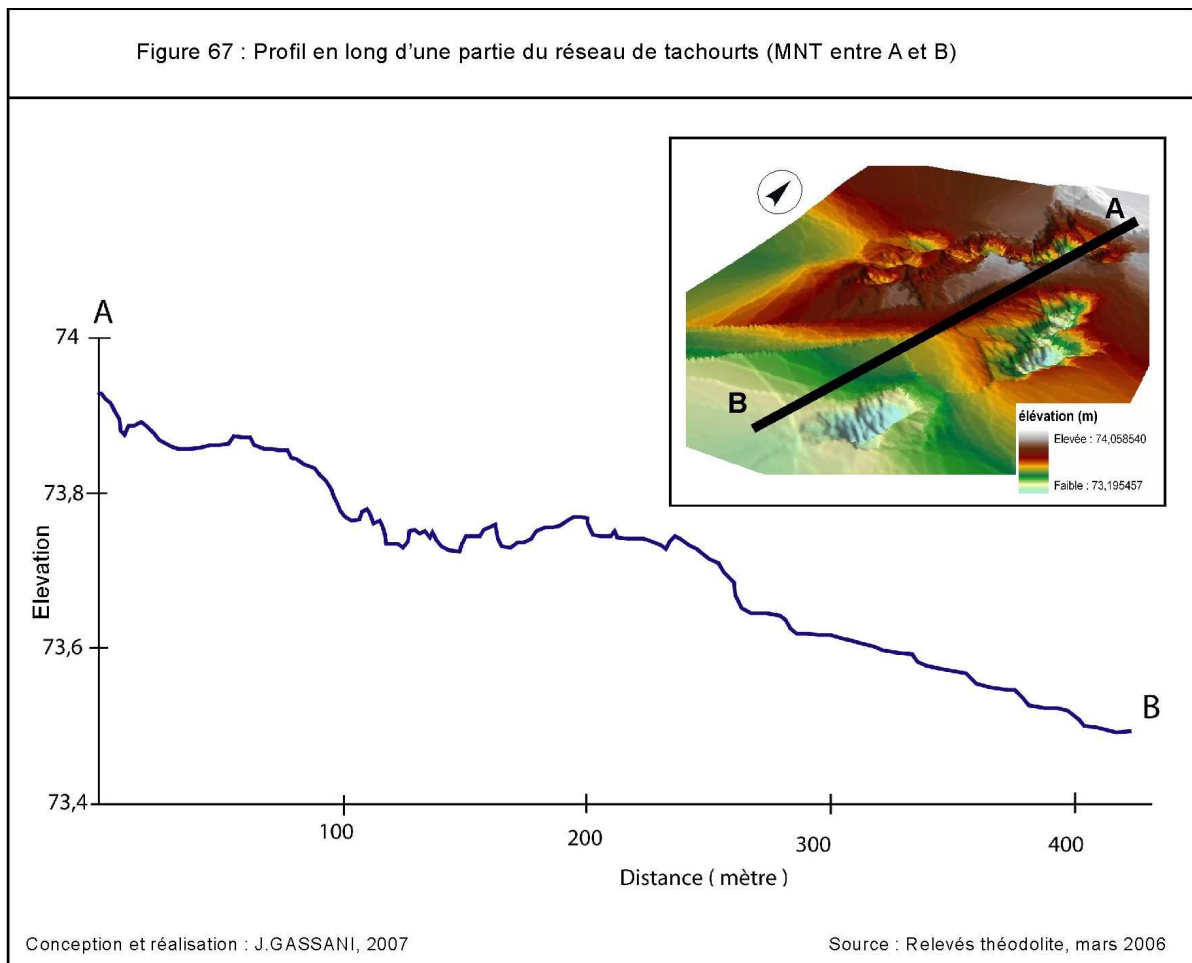 Figure 67 : Profil en long d'une partie du réseau de tachourts (MNT entre A et B)
A
B
élévation (m)
Elevée : 74,058540
Faible : 73,195457
A
74
73,8
73,6
73,4
Elevation
B
100
200
300
400
Distance ( mètre )
Conception et réalisation : J.GASSANI, 2007
Source : Relevés théodolite, mars 2006